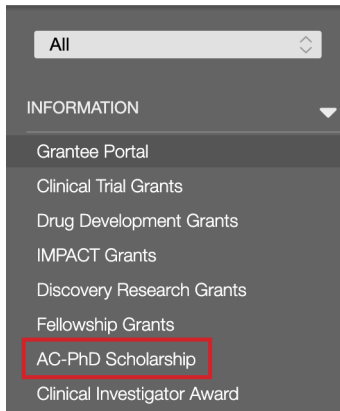 All
INFORMATION
Grantee Portal
Clinical Trial Grants
Drug Development Grants
IMPACT Grants
Discovery Research Grants
Fellowship Grants
AC-PhD Scholarship
Clinical Investigator Award